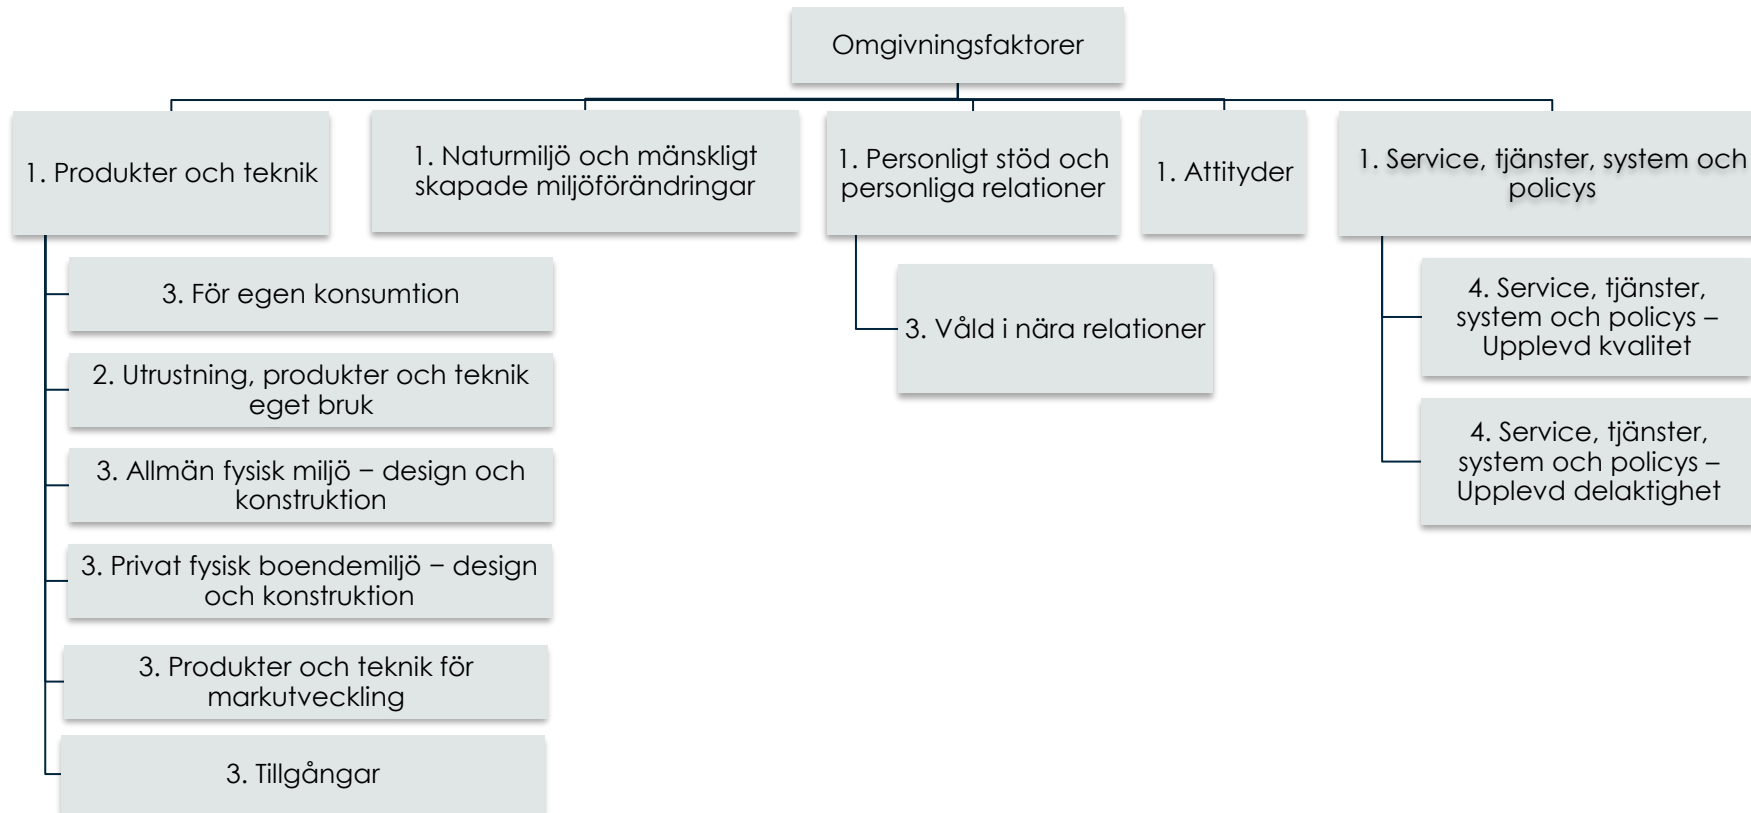 Omgivningsfaktorer
1. Produkter och teknik
1. Naturmiljö och mänskligt
skapade miljöförändringar
1. Personligt stöd och
personliga relationer
1. Attityder
1. Service, tjänster, system och
policys
3. För egen konsumtion
2. Utrustning, produkter och teknik
eget bruk
3. Allmän fysisk miljö – design och
konstruktion
3. Privat fysisk boendemiljö – design
och konstruktion
3. Produkter och teknik för
markutveckling
3. Tillgångar
3. Våld i nära relationer
4. Service, tjänster,
system och policys –
Upplevd kvalitet
4. Service, tjänster,
system och policys –
Upplevd delaktighet